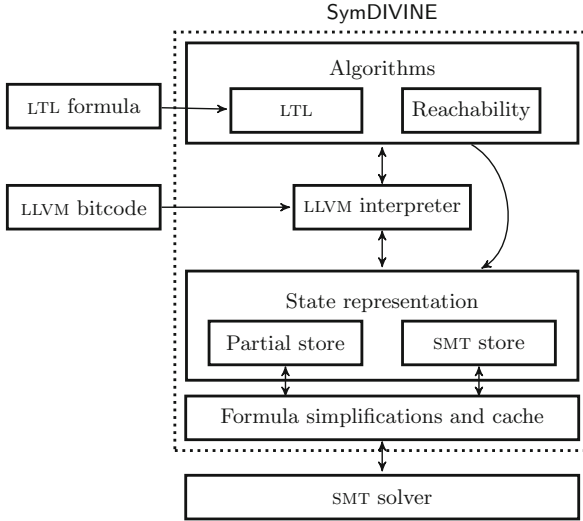 SymDIVINE
Algorithms
LTL formula
LTL
Reachability
LLVM bitcode
LLVM interpreter
State representation
Partial store
SMT store
Formula simplifications and cache
SMT solver